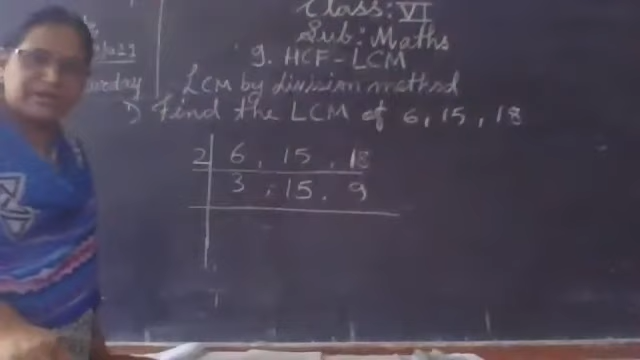 Class: VI
Sub: Maths
9. HCF - LCM
LCM by division method
1) Find the LCM of 6, 15, 18
2 | 6, 15, 18
3, 15, 9